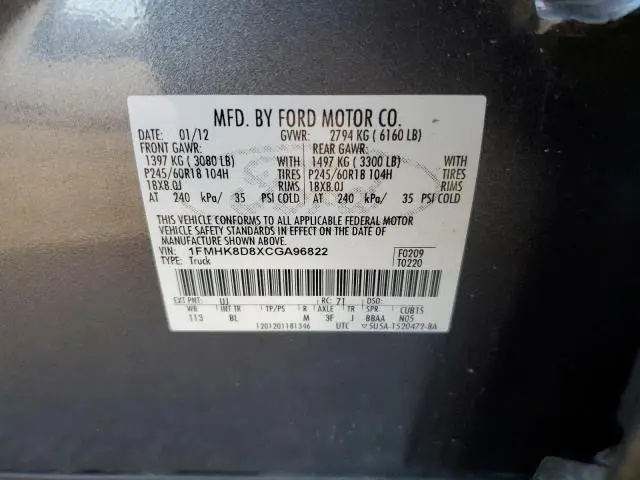 MFD. BY FORD MOTOR CO.
DATE: 01/12 GVWR: 2794 KG ( 6160 LB)
FRONT GAWR: REAR GAWR:
1397 KG ( 3080 LB) WITH 1497 KG ( 3300 LB) WITH
P245/60R18 104H TIRES P245/60R18 104H TIRES
18X8.0J RIMS 18X8.0J RIMS
AT 240 kPa/ 35 PSI COLD AT 240 kPa/ 35 PSI COLD
THIS VEHICLE CONFORMS TO ALL APPLICABLE FEDERAL MOTOR
VEHICLE SAFETY STANDARDS IN EFFECT ON THE DATE OF
MANUFACTURE SHOWN ABOVE.
VIN: 1FMHK8D8XCGA96822 F0209
TYPE: Truck T0220
EXT PNT: UJ RC: 71 DSO:
WB INT TR TP/PS R AXLE TR SPR CUB15
113 BL M 3F J BBAA N05
1201201181346 UTC 5U5A-1520472-BA